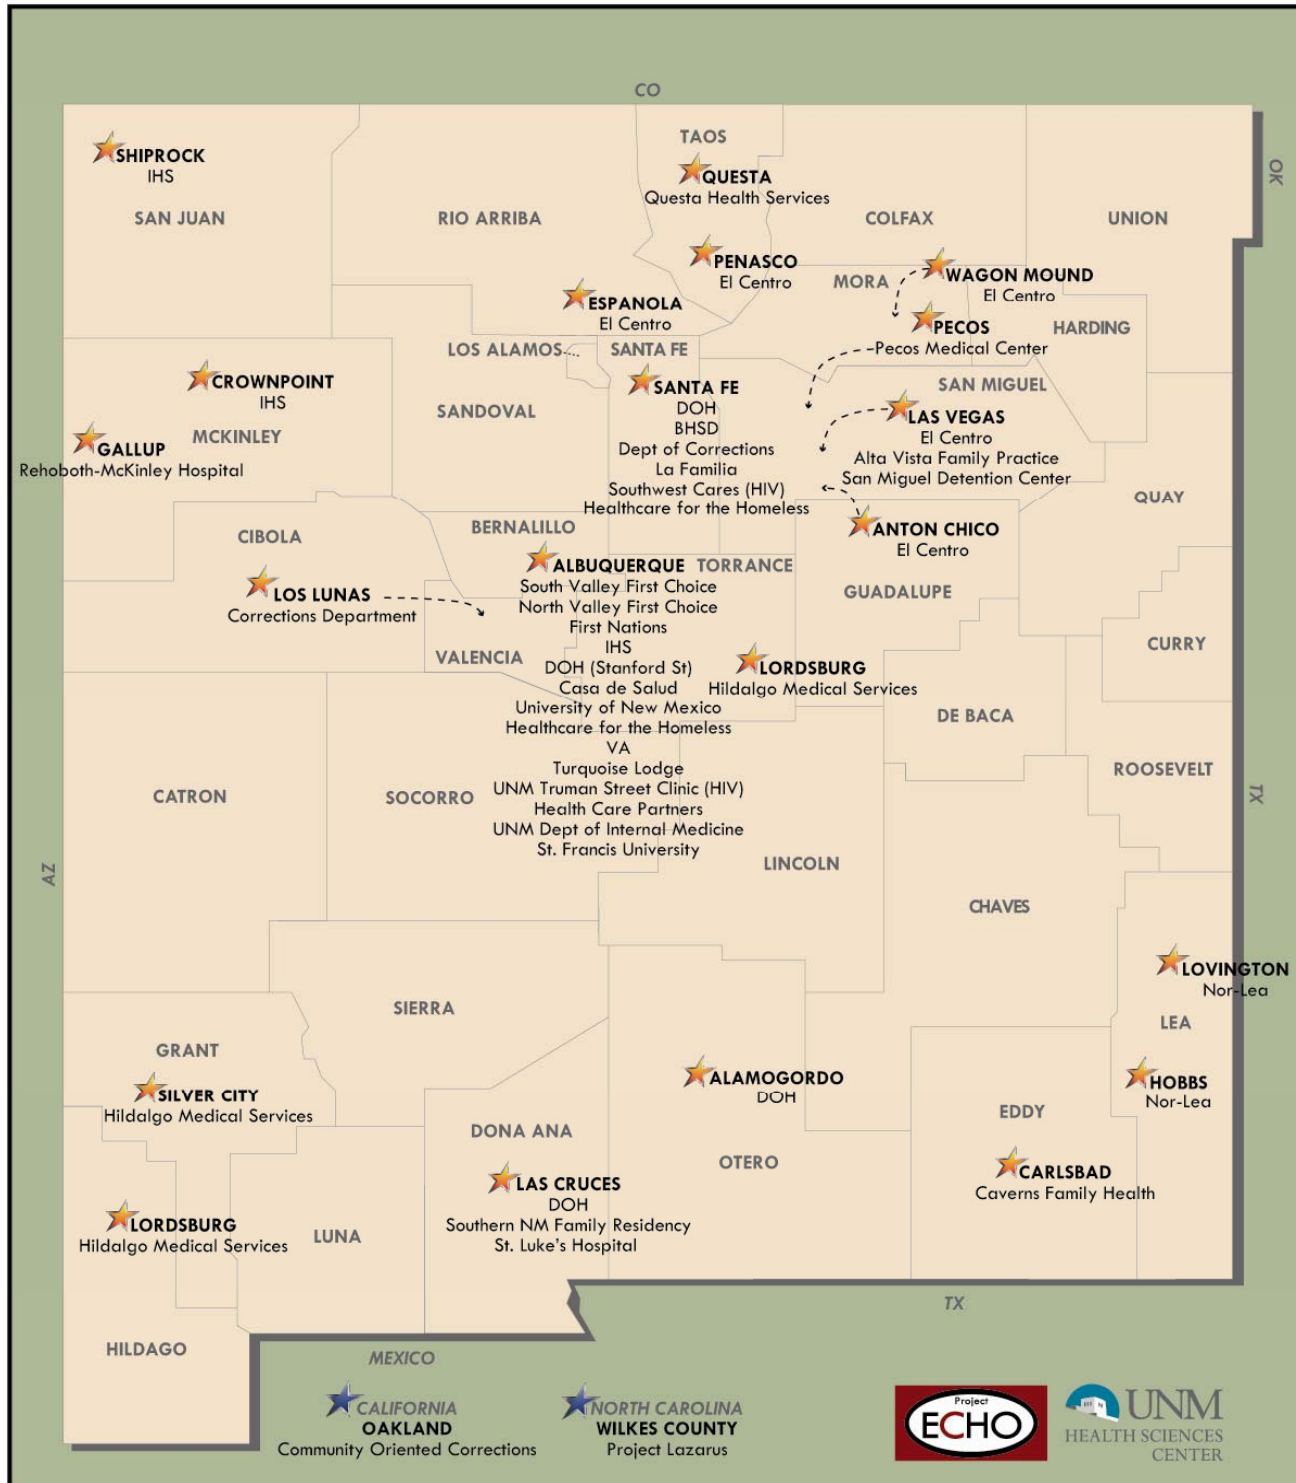 CO
TAOS
SHIPROCK
IHS
QUESTA
Questa Health Services
OK
SAN JUAN
RIO ARRIBA
COLFAX
UNION
PENASCO
El Centro
WAGON MOUND
El Centro
MORA
ESPANOLA
El Centro
PECOS
Pecos Medical Center
HARDING
LOS ALAMOS
SANTA FE
CROWNPOINT
IHS
SANTA FE
DOH
BHSD
Dept of Corrections
La Familia
Southwest Cares (HIV)
Healthcare for the Homeless
SAN MIGUEL
SANDOVAL
LAS VEGAS
El Centro
Alta Vista Family Practice
San Miguel Detention Center
MCKINLEY
GALLUP
Rehoboth-McKinley Hospital
QUAY
BERNALILLO
CIBOLA
ANTON CHICO
El Centro
ALBUQUERQUE
South Valley First Choice
North Valley First Choice
First Nations
IHS
DOH (Stanford St)
Casa de Salud
University of New Mexico
Healthcare for the Homeless
VA
Turquoise Lodge
UNM Truman Street Clinic (HIV)
Health Care Partners
UNM Dept of Internal Medicine
St. Francis University
TORRANCE
LOS LUNAS
Corrections Department
GUADALUPE
CURRY
VALENCIA
LORDSBURG
Hildalgo Medical Services
DE BACA
ROOSEVELT
CATRON
SOCORRO
TX
LINCOLN
AZ
CHAVES
LOVINGTON
Nor-Lea
SIERRA
LEA
GRANT
ALAMOGORDO
DOH
HOBBS
Nor-Lea
SILVER CITY
Hildalgo Medical Services
EDDY
DONA ANA
OTERO
CARLSBAD
Caverns Family Health
LAS CRUCES
DOH
Southern NM Family Residency
St. Luke's Hospital
LORDSBURG
Hildalgo Medical Services
LUNA
TX
HILDAGO
MEXICO
CALIFORNIA
OAKLAND
Community Oriented Corrections
NORTH CAROLINA
WILKES COUNTY
Project Lazarus
Project
ECHO
UNM
HEALTH SCIENCES
CENTER